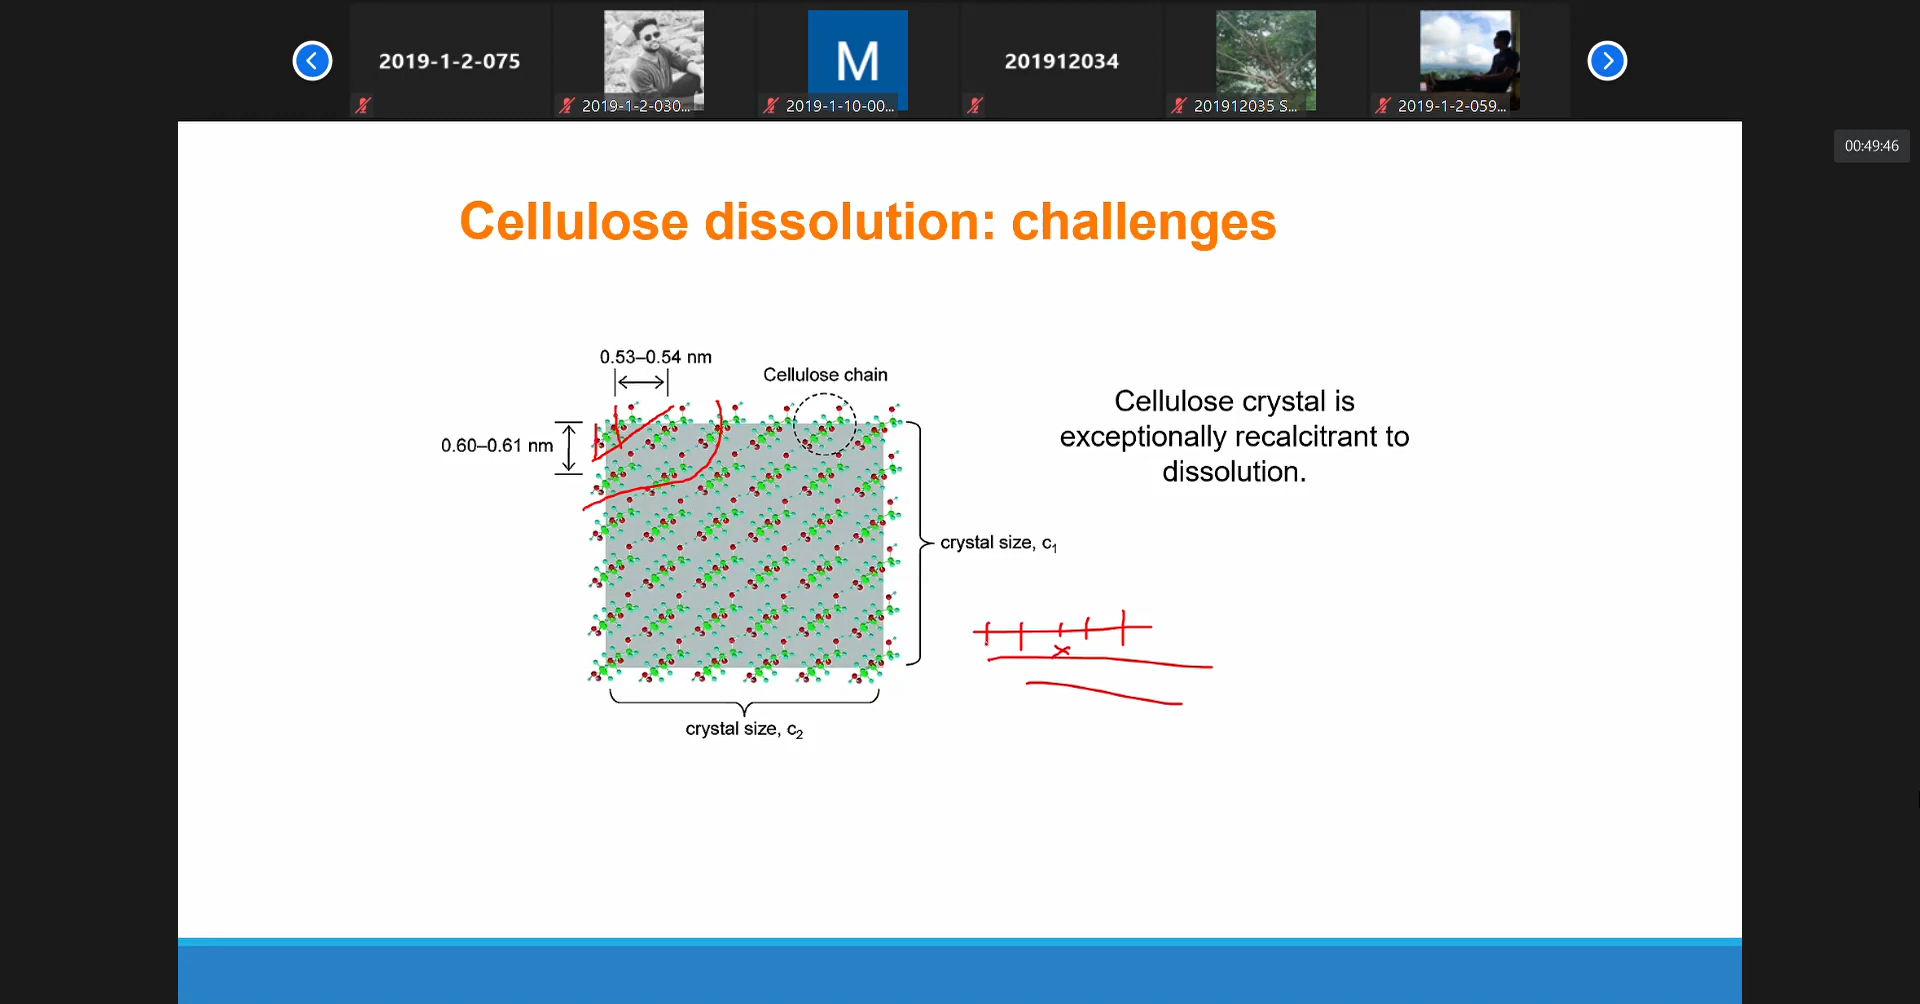 2019-1-2-075
M
201912034
2019-1-2-030...
2019-1-10-00...
201912035 S...
2019-1-2-059...
00:49:46
Cellulose dissolution: challenges
0.53–0.54 nm
Cellulose chain
0.60–0.61 nm
Cellulose crystal is
exceptionally recalcitrant to
dissolution.
crystal size, c₁
crystal size, c₂